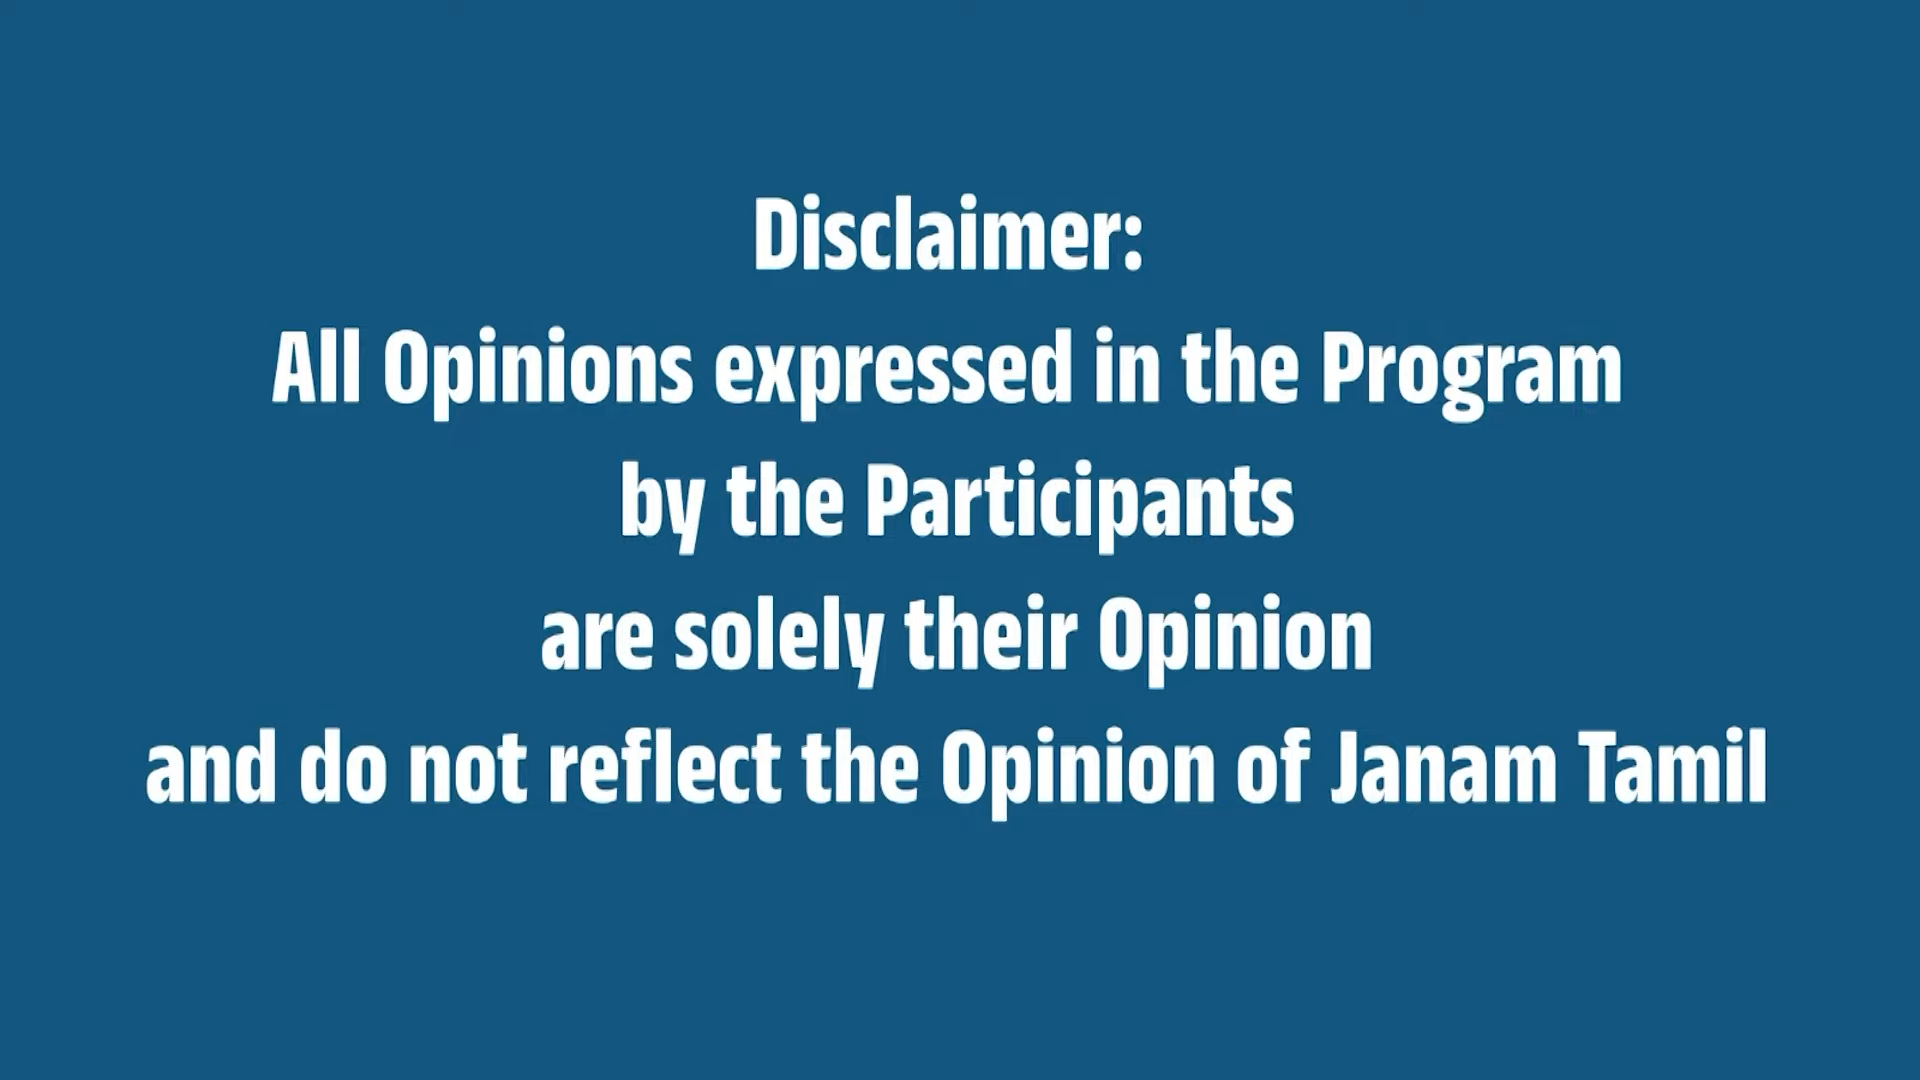 Disclaimer:
All Opinions expressed in the Program
by the Participants
are solely their Opinion
and do not reflect the Opinion of Janam Tamil